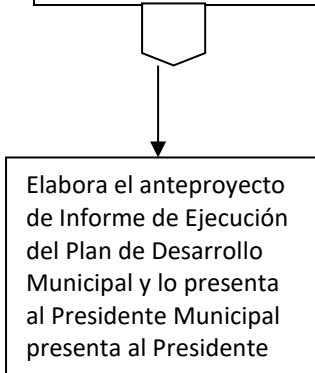 Elabora el anteproyecto
de Informe de Ejecución
del Plan de Desarrollo
Municipal y lo presenta
al Presidente Municipal
presenta al Presidente